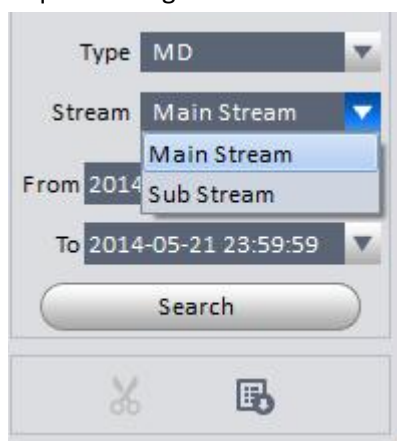 Type MD
Stream Main Stream
Main Stream
From 2014
Sub Stream
To 2014-05-21 23:59:59
Search